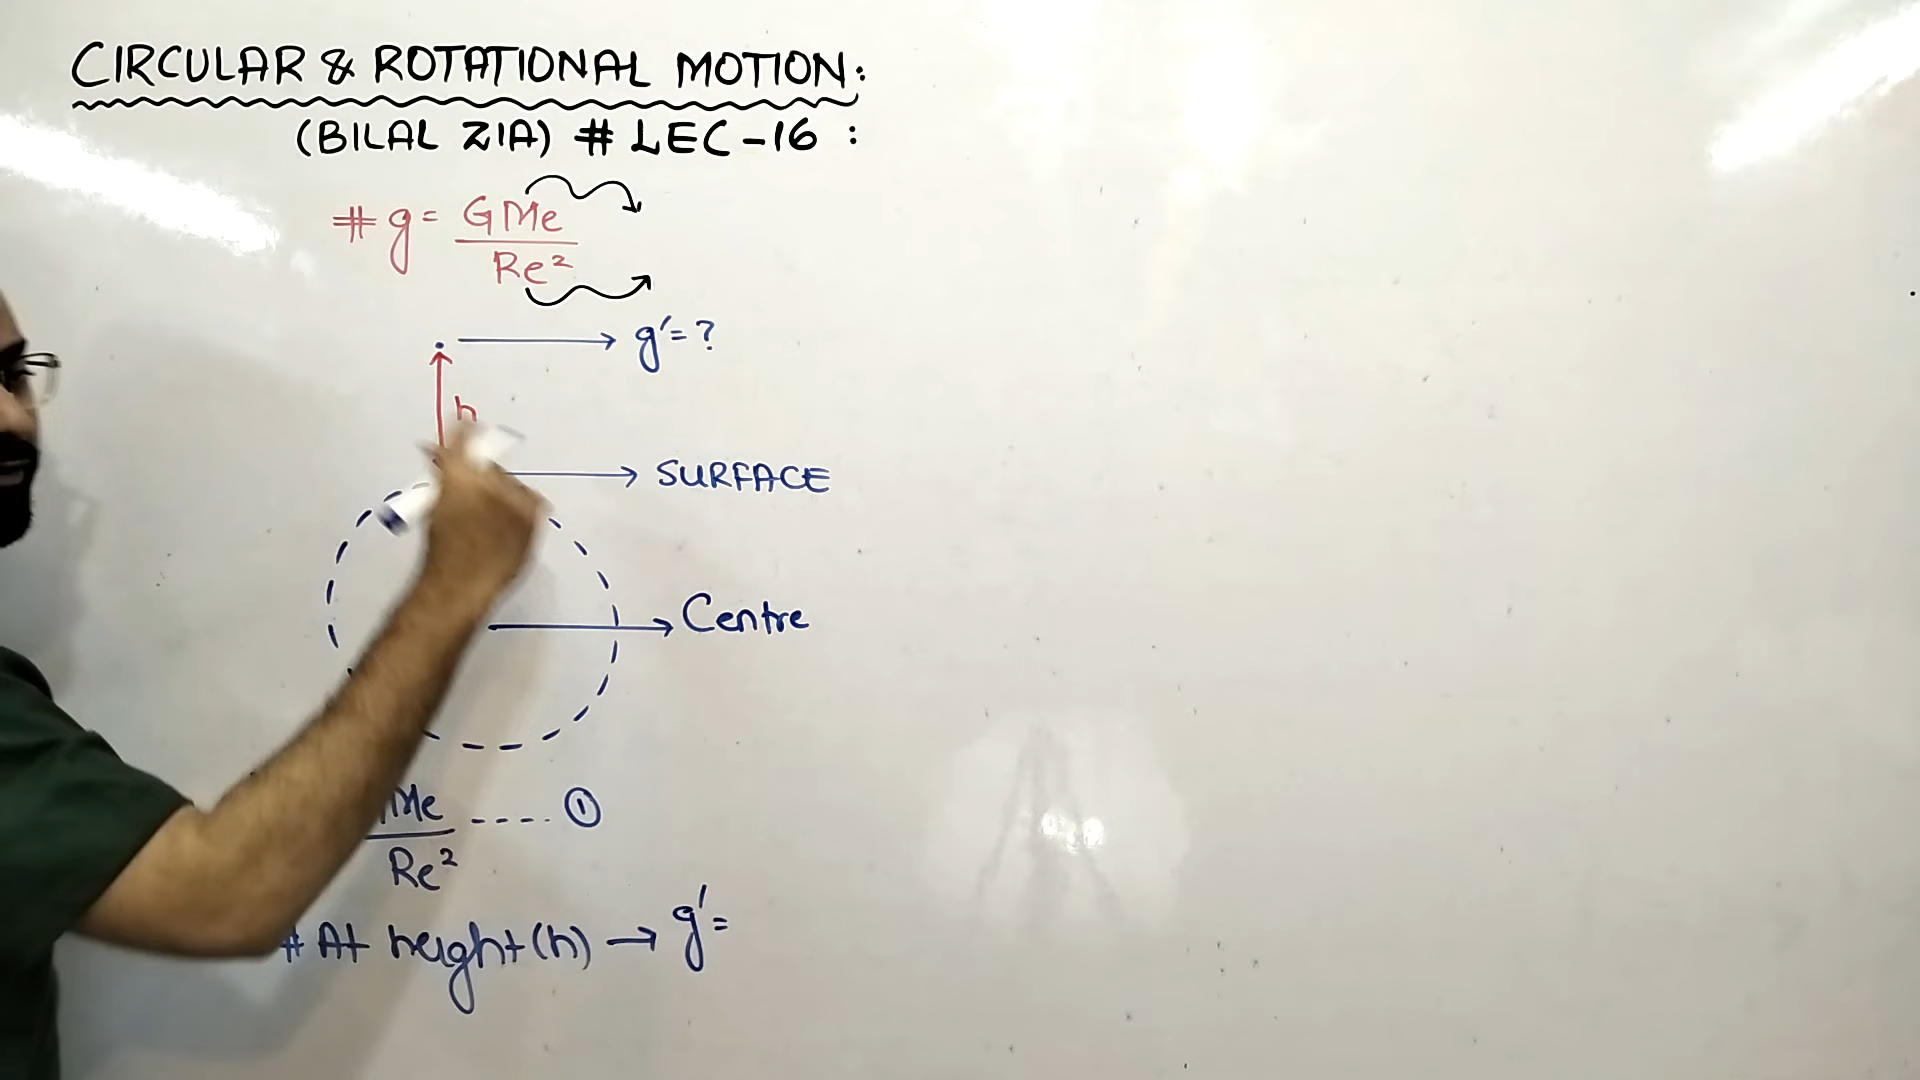 CIRCULAR & ROTATIONAL MOTION:
(BILAL ZIA) # LEC-16 :
# g = GMe
Re²
g' = ?
h
SURFACE
Centre
Me ---- ①
Re²
# At height (h) → g' =